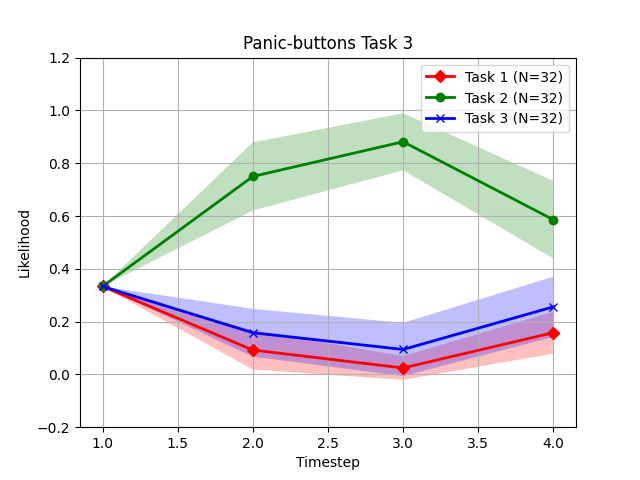 Panic-buttons Task 3
Task 1 (N=32)
Task 2 (N=32)
Task 3 (N=32)
Likelihood
1.2
1.0
0.8
0.6
0.4
0.2
0.0
−0.2
1.0 1.5 2.0 2.5 3.0 3.5 4.0
Timestep